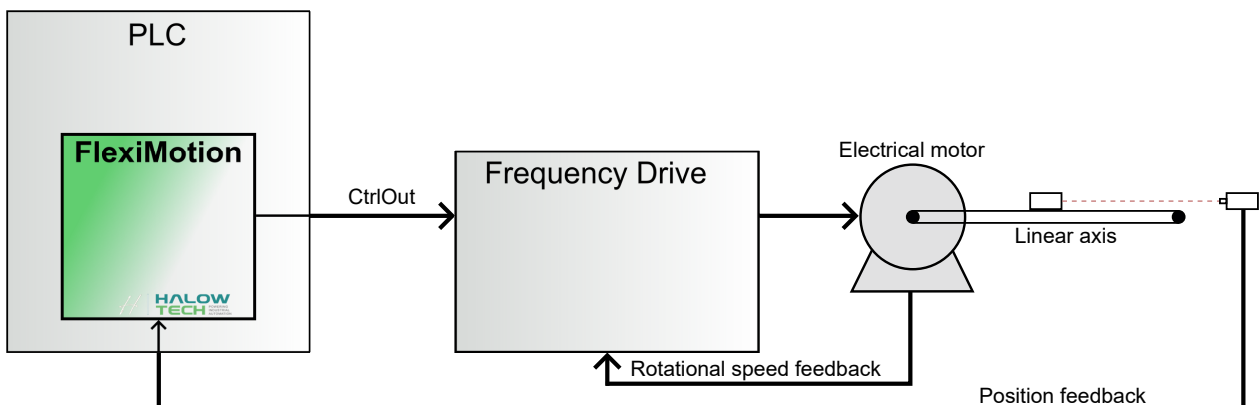 PLC
FlexiMotion
HALOW
TECH
CtrlOut
Frequency Drive
Electrical motor
Linear axis
Rotational speed feedback
Position feedback